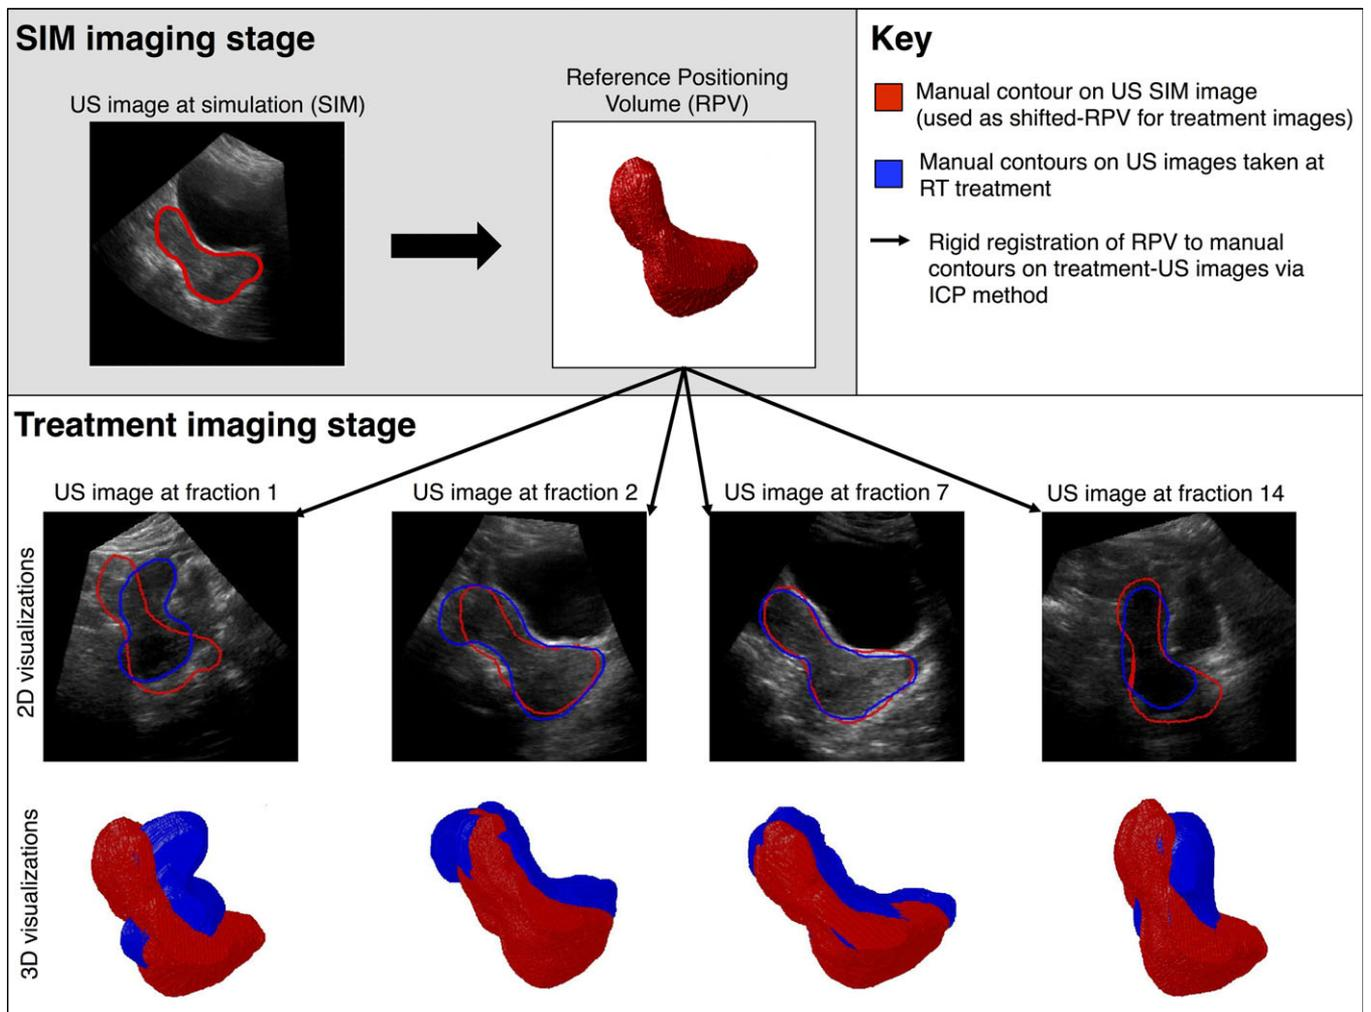 SIM imaging stage
US image at simulation (SIM)
Reference Positioning
Volume (RPV)
Key
Manual contour on US SIM image
(used as shifted-RPV for treatment images)
Manual contours on US images taken at
RT treatment
Rigid registration of RPV to manual
contours on treatment-US images via
ICP method
Treatment imaging stage
US image at fraction 1
US image at fraction 2
US image at fraction 7
US image at fraction 14
2D visualizations
3D visualizations